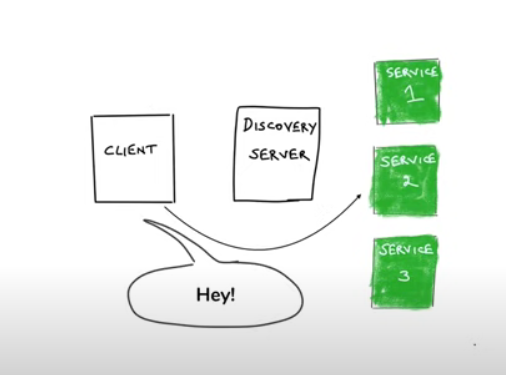 CLIENT
DISCOVERY
SERVER
SERVICE
1
SERVICE
2
SERVICE
3
Hey!